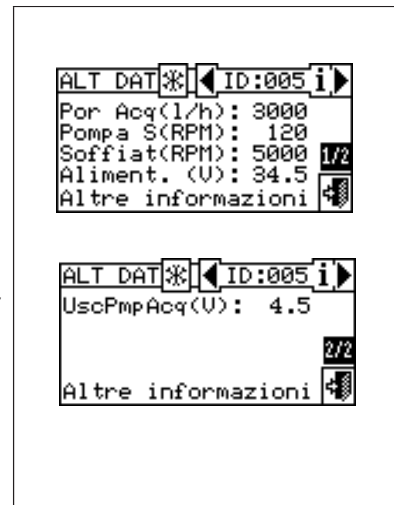 ALT DAT ID:005 i
Por Acq(l/h): 3000
Pompa S(RPM): 120
Soffiat(RPM): 5000 1/2
Aliment. (V): 34.5
Altre informazioni
ALT DAT ID:005 i
UscPmpAcq(V): 4.5
2/2
Altre informazioni